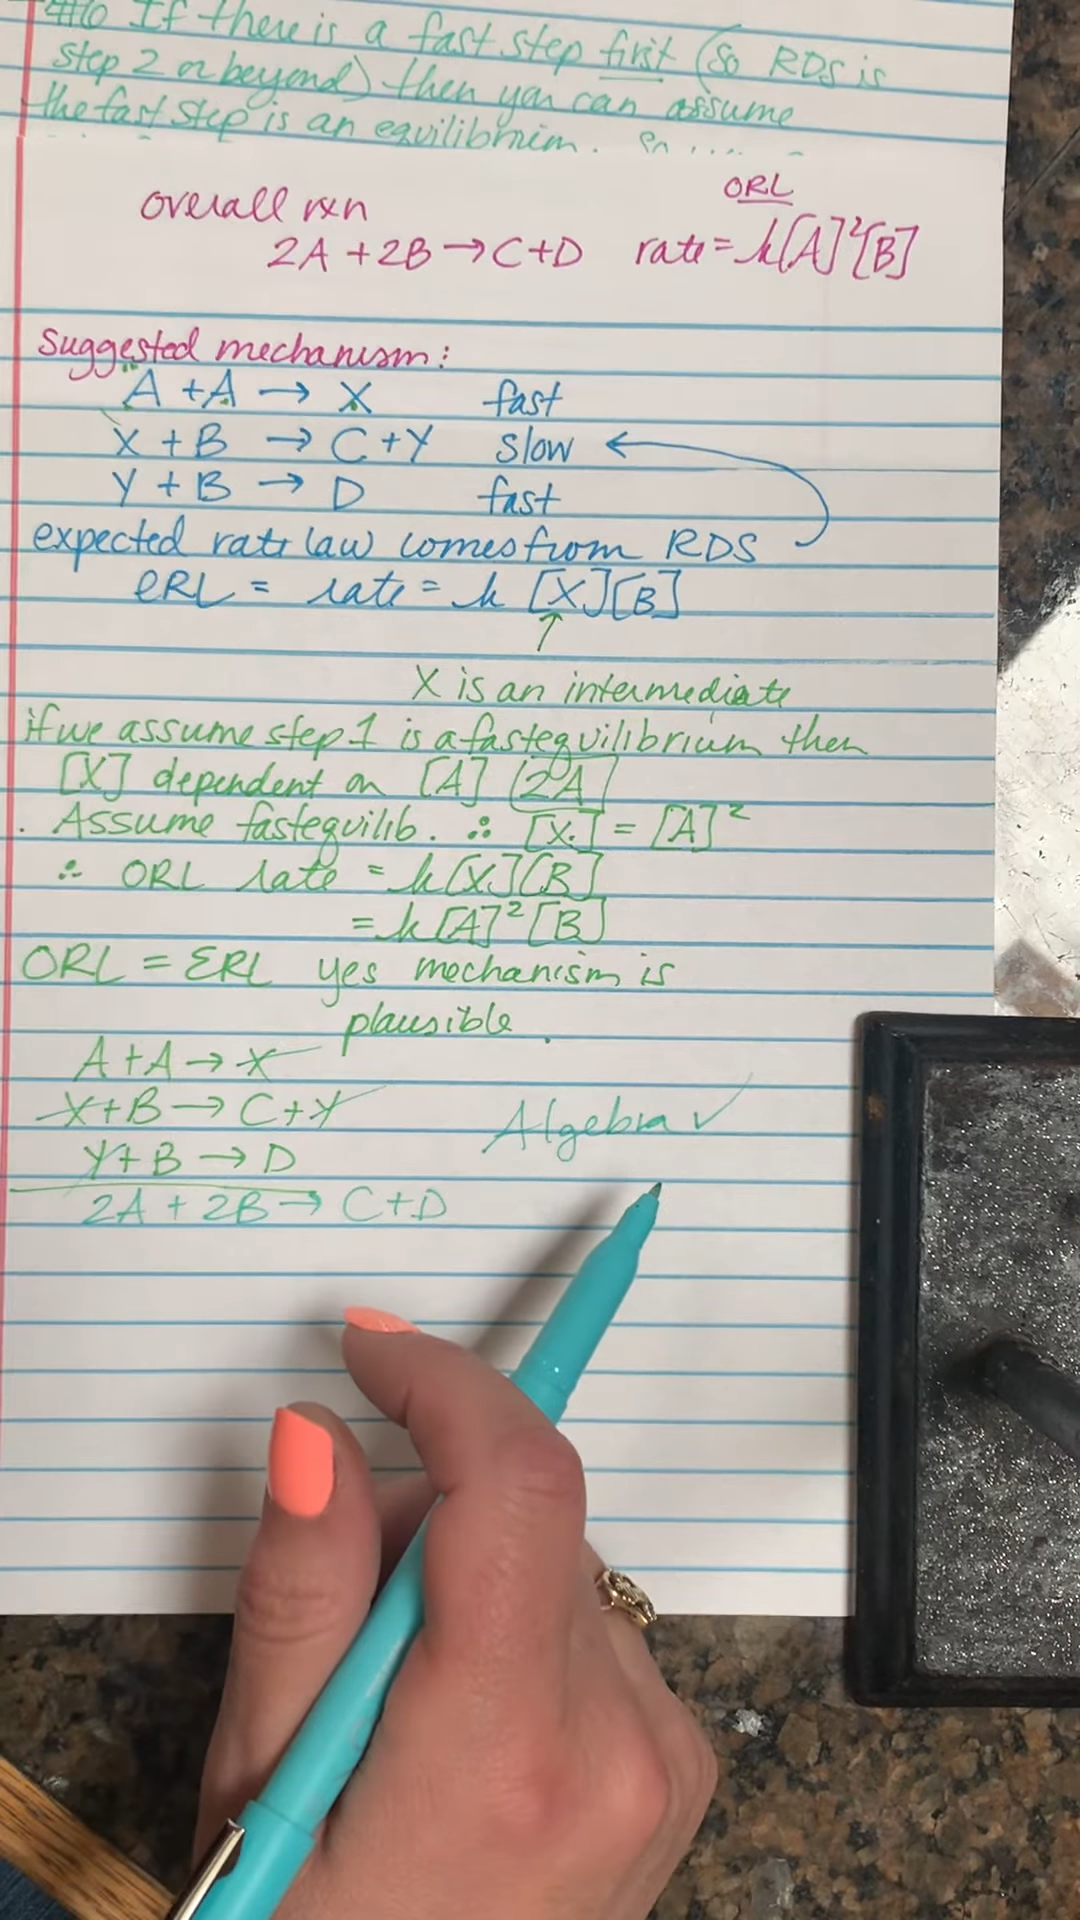 #6 If there is a fast step first (so RDS is
step 2 or beyond) then you can assume
the fast step is an equilibrium.
ORL
overall rxn
2A + 2B → C + D rate = k[A]²[B]
Suggested mechanism:
A + A → X fast
X + B → C + Y slow
Y + B → D fast
expected rate law comes from RDS
ERL = rate = k [X][B]
↑
X is an intermediate
if we assume step 1 is a fast equilibrium then
[X] dependent on [A] [2A]
. Assume fast equilib. ∴ [X] = [A]²
∴ ORL rate = k[X][B]
= k[A]²[B]
ORL = ERL yes mechanism is
plausible.
A + A → X
X + B → C + Y
Algebra ✓
Y + B → D
2A + 2B → C + D